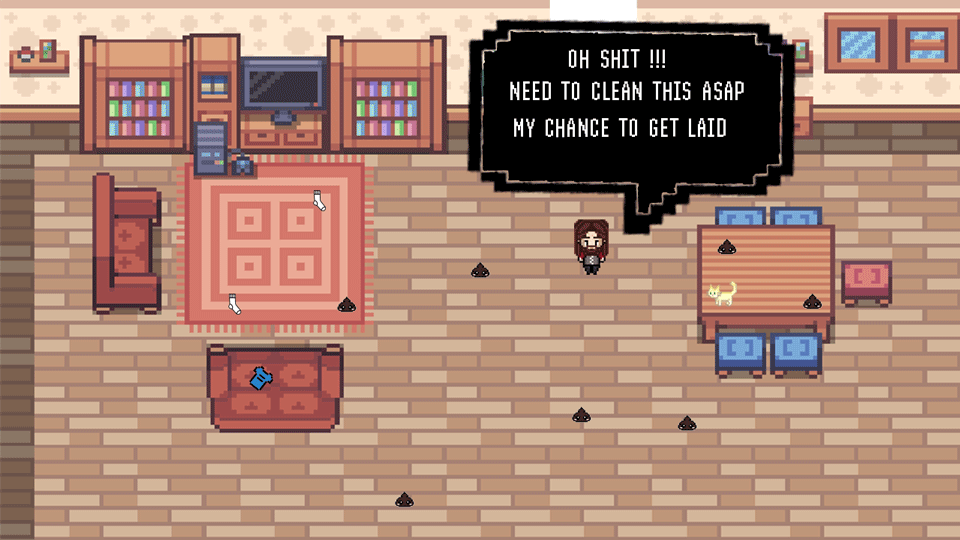 OH SHIT !!!
NEED TO CLEAN THIS ASAP
MY CHANCE TO GET LAID